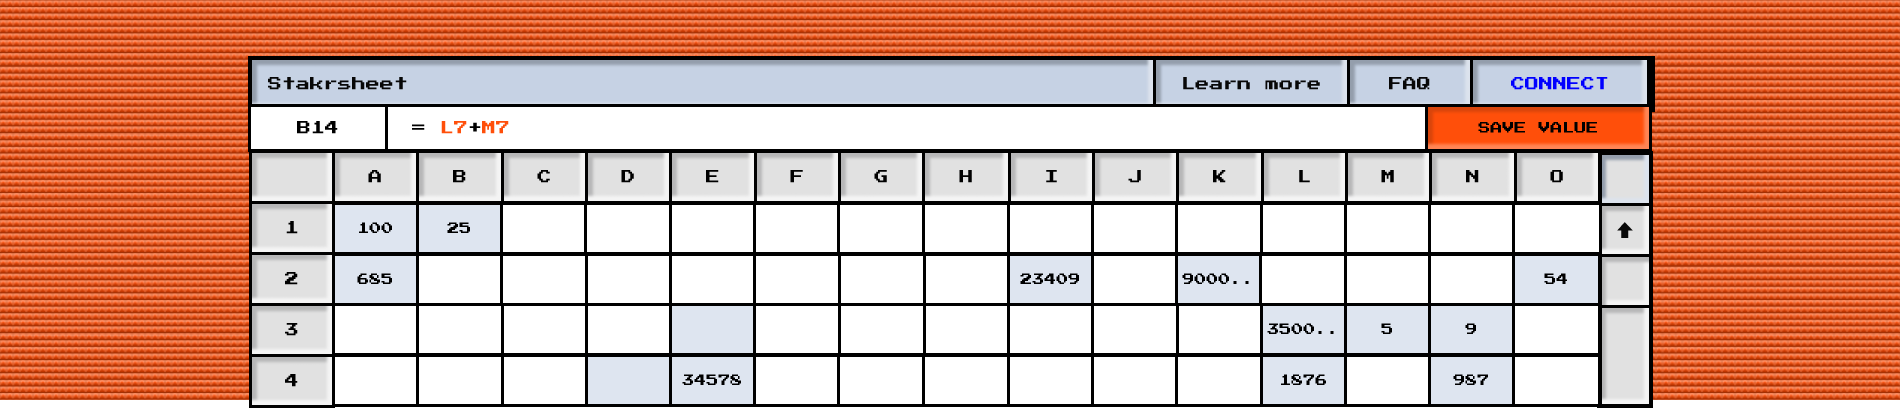 Stakrsheet Learn more FAQ CONNECT
B14 = L7+M7 SAVE VALUE
A B C D E F G H I J K L M N O
1 100 25
2 685 23409 9000.. 54
3 3500.. 5 9
4 34578 1876 987